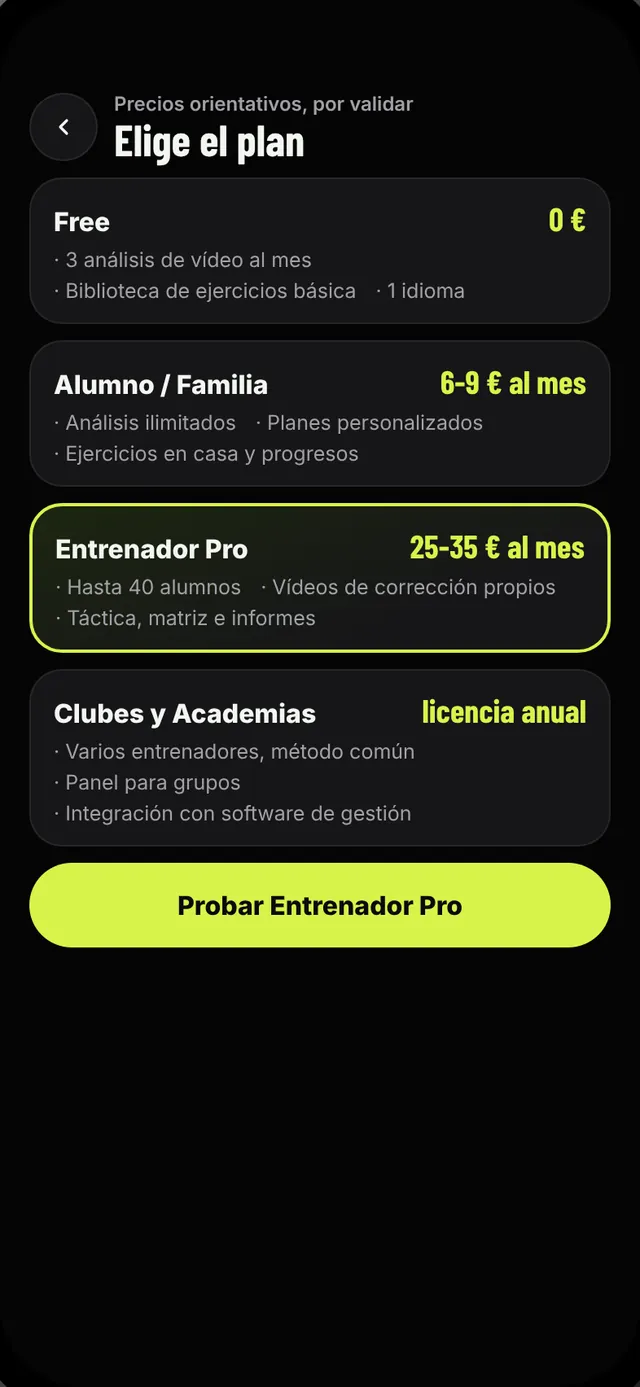 Precios orientativos, por validar
Elige el plan
Free 0 €
· 3 análisis de vídeo al mes
· Biblioteca de ejercicios básica · 1 idioma
Alumno / Familia 6-9 € al mes
· Análisis ilimitados · Planes personalizados
· Ejercicios en casa y progresos
Entrenador Pro 25-35 € al mes
· Hasta 40 alumnos · Vídeos de corrección propios
· Táctica, matriz e informes
Clubes y Academias licencia anual
· Varios entrenadores, método común
· Panel para grupos
· Integración con software de gestión
Probar Entrenador Pro